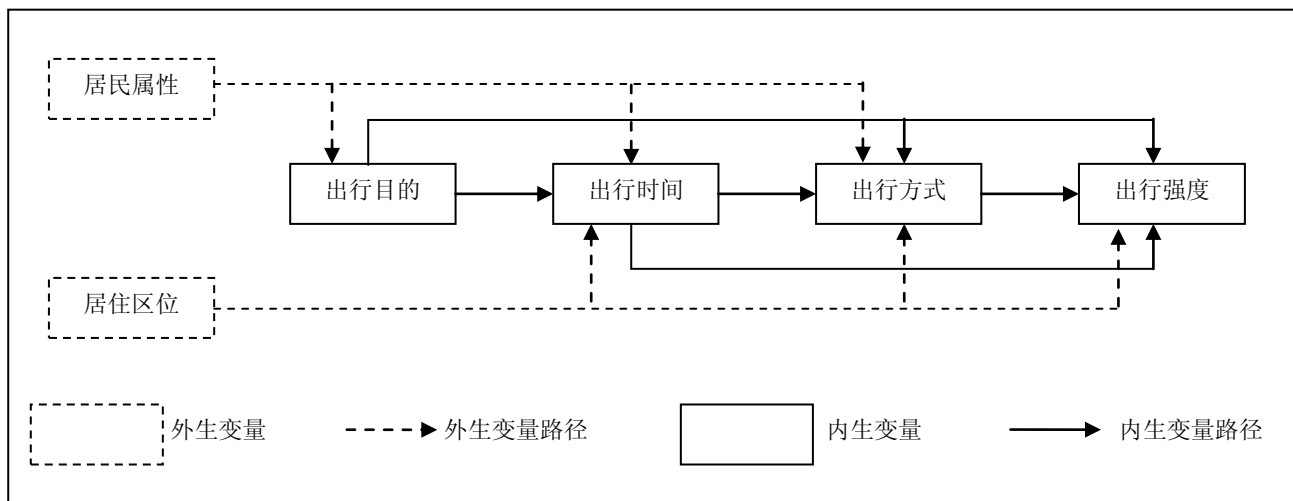 居民属性
出行目的
出行时间
出行方式
出行强度
居住区位
外生变量
外生变量路径
内生变量
内生变量路径